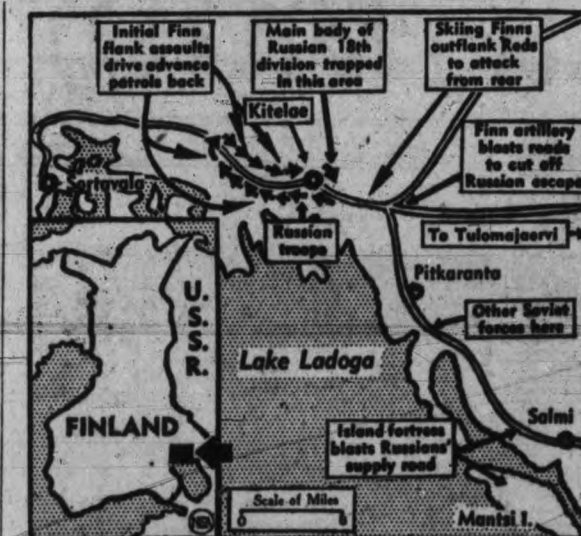 Initial Finn
flank assaults
drive advance
patrols back
Main body of
Russian 18th
division trapped
in this area
Skiing Finns
outflank Reds
to attack
from rear
Kitelae
Finn artillery
blasts roads
to cut off
Russian escape
Sortavala
Russian
troops
To Tulomajaervi
U.
S.
S.
R.
Pitkaranta
Other Soviet
forces here
Lake Ladoga
FINLAND
Island fortress
blasts Russians'
supply road
Salmi
Scale of Miles
0
Mantsi I.